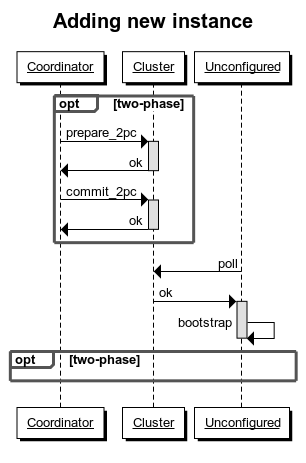 Adding new instance
Coordinator Cluster Unconfigured
opt [two-phase]
prepare_2pc
ok
commit_2pc
ok
poll
ok
bootstrap
opt [two-phase]
Coordinator Cluster Unconfigured